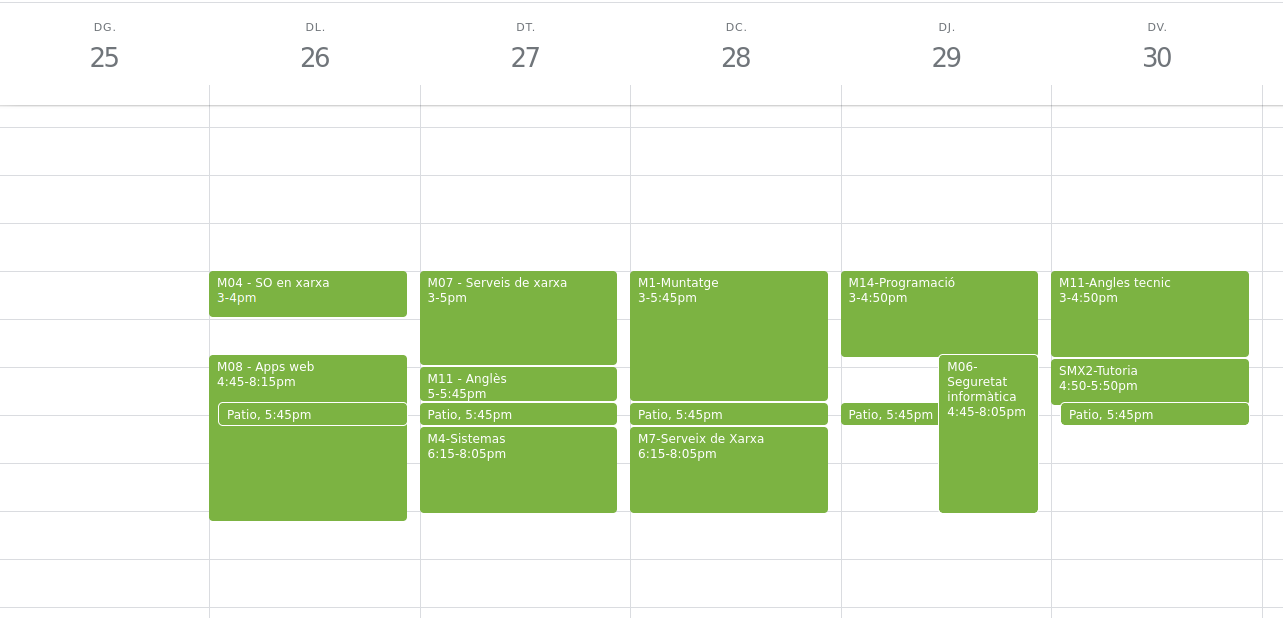 DG.
25
DL.
26
DT.
27
DC.
28
DJ.
29
DV.
30
M04 - SO en xarxa
3-4pm
M08 - Apps web
4:45-8:15pm
Patio, 5:45pm
M07 - Serveis de xarxa
3-5pm
M11 - Anglès
5-5:45pm
Patio, 5:45pm
M4-Sistemas
6:15-8:05pm
M1-Muntatge
3-5:45pm
Patio, 5:45pm
M7-Serveix de Xarxa
6:15-8:05pm
M14-Programació
3-4:50pm
Patio, 5:45pm
M06-
Seguretat
informàtica
4:45-8:05pm
M11-Angles tecnic
3-4:50pm
SMX2-Tutoria
4:50-5:50pm
Patio, 5:45pm